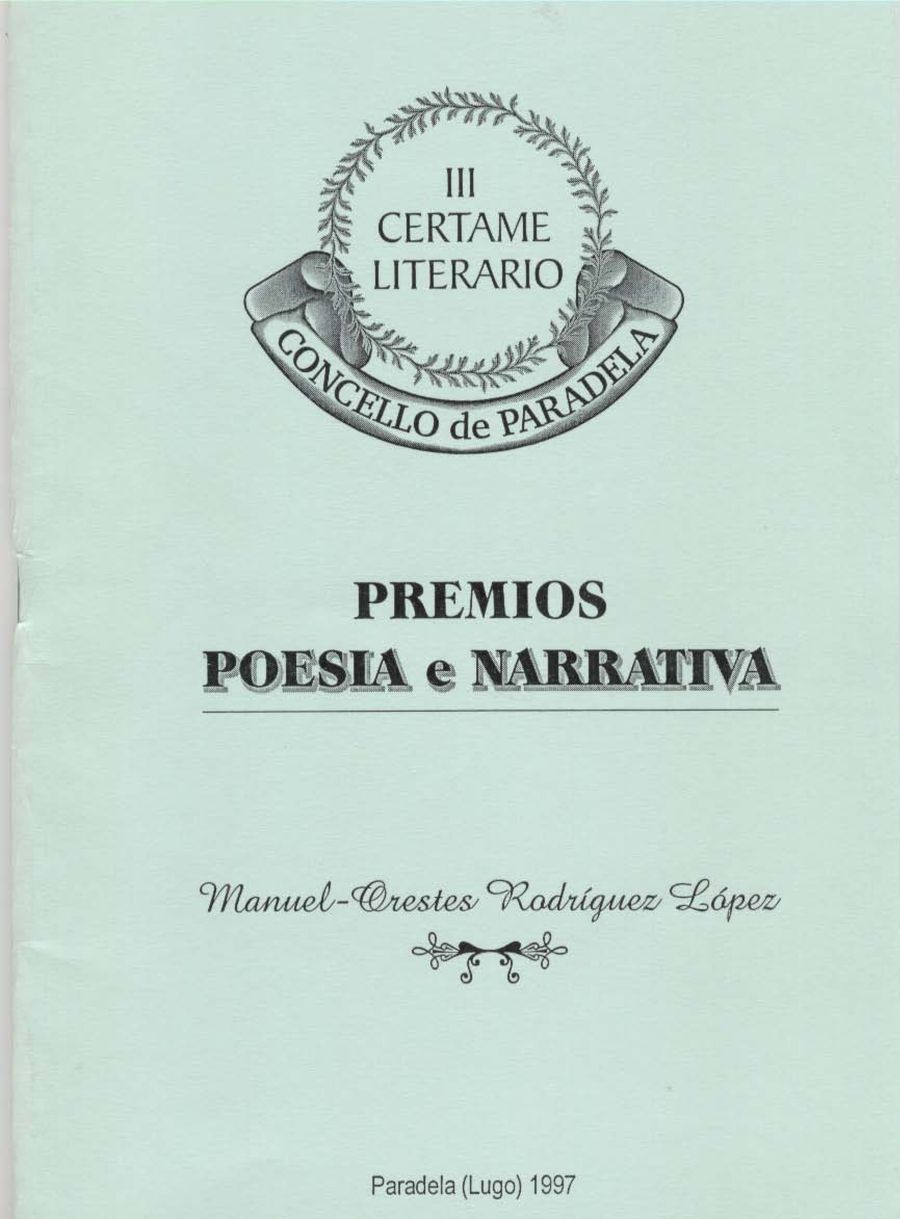 III
CERTAME
LITERARIO
CONCELLO de PARADELA
PREMIOS
POESIA e NARRATIVA
Manuel-Orestes Rodríguez López
Paradela (Lugo) 1997